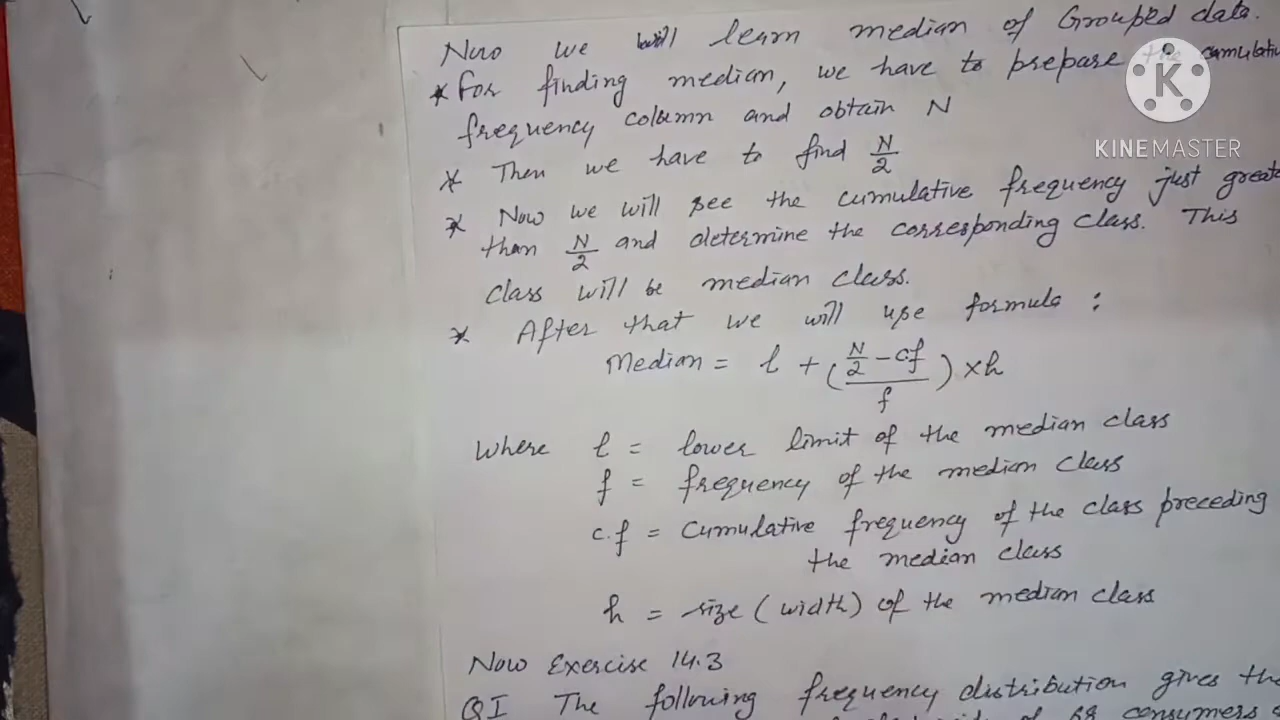 Now we will learn median of Grouped data.
* For finding median, we have to prepare the cumulative
frequency column and obtain N
* Then we have to find N/2
* Now we will see the cumulative frequency just greate
than N/2 and determine the corresponding class. This
class will be median class.
* After that we will use formula :
Median = l + (N/2 - cf / f) × h
Where l = lower limit of the median class
f = frequency of the median class
c.f = Cumulative frequency of the class preceding
the median class
h = size (width) of the median class
Now Exercise 14.3
Q1 The following frequency distribution gives the
of 68 consumers
K
KINEMASTER